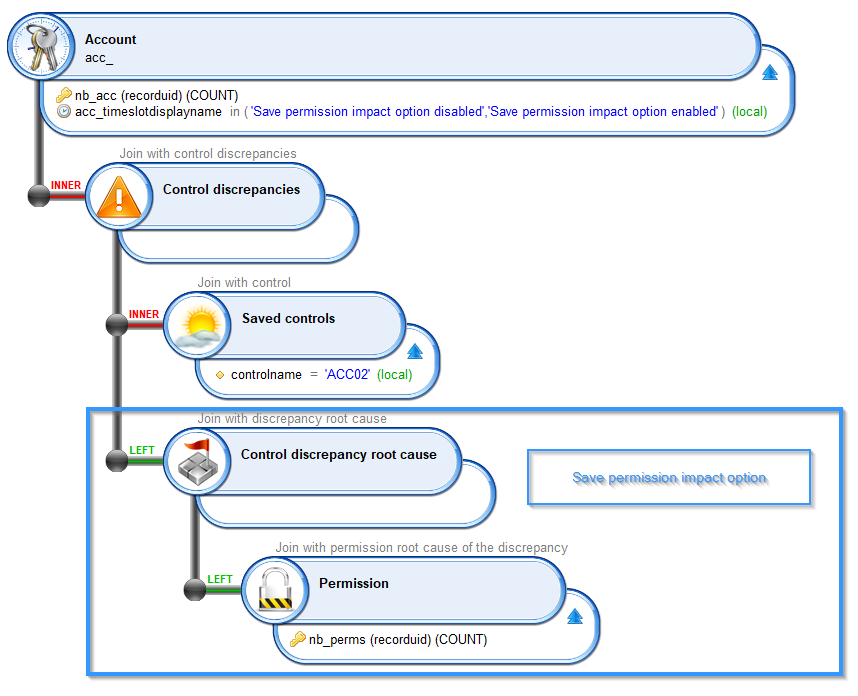 Account
acc_
nb_acc (recorduid) (COUNT)
acc_timeslotdisplayname in ( 'Save permission impact option disabled','Save permission impact option enabled' ) (local)
Join with control discrepancies
INNER
Control discrepancies
Join with control
INNER
Saved controls
controlname = 'ACC02' (local)
Join with discrepancy root cause
LEFT
Control discrepancy root cause
Save permission impact option
Join with permission root cause of the discrepancy
LEFT
Permission
nb_perms (recorduid) (COUNT)